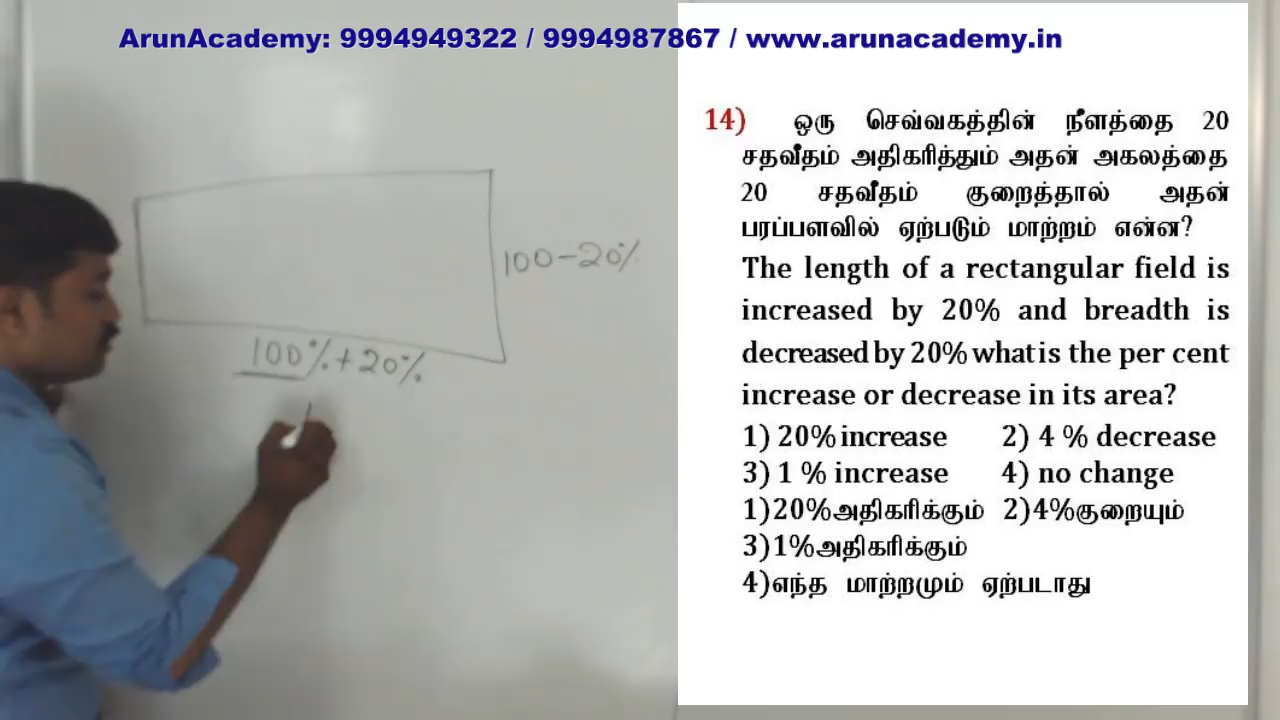 ArunAcademy: 9994949322 / 9994987867 / www.arunacademy.in
100-20%
100%+20%
14) ஒரு செவ்வகத்தின் நீளத்தை 20
சதவீதம் அதிகரித்தும் அதன் அகலத்தை
20 சதவீதம் குறைத்தால் அதன்
பரப்பளவில் ஏற்படும் மாற்றம் என்ன?
The length of a rectangular field is
increased by 20% and breadth is
decreased by 20% what is the per cent
increase or decrease in its area?
1) 20% increase 2) 4 % decrease
3) 1 % increase 4) no change
1)20%அதிகரிக்கும் 2)4%குறையும்
3)1%அதிகரிக்கும்
4)எந்த மாற்றமும் ஏற்படாது